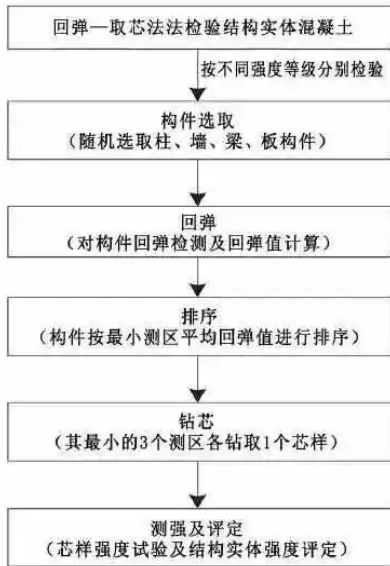 回弹—取芯法法检验结构实体混凝土
按不同强度等级分别检验
构件选取
（随机选取柱、墙、梁、板构件）
回弹
（对构件回弹检测及回弹值计算）
排序
（构件按最小测区平均回弹值进行排序）
钻芯
（其最小的3个测区各钻取1个芯样）
测强及评定
（芯样强度试验及结构实体强度评定）